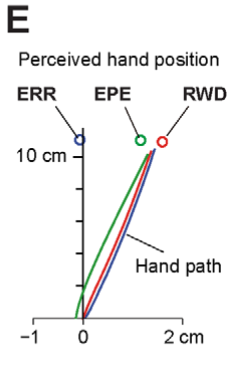 E
Perceived hand position
ERR EPE RWD
10 cm
Hand path
−1 0 2 cm